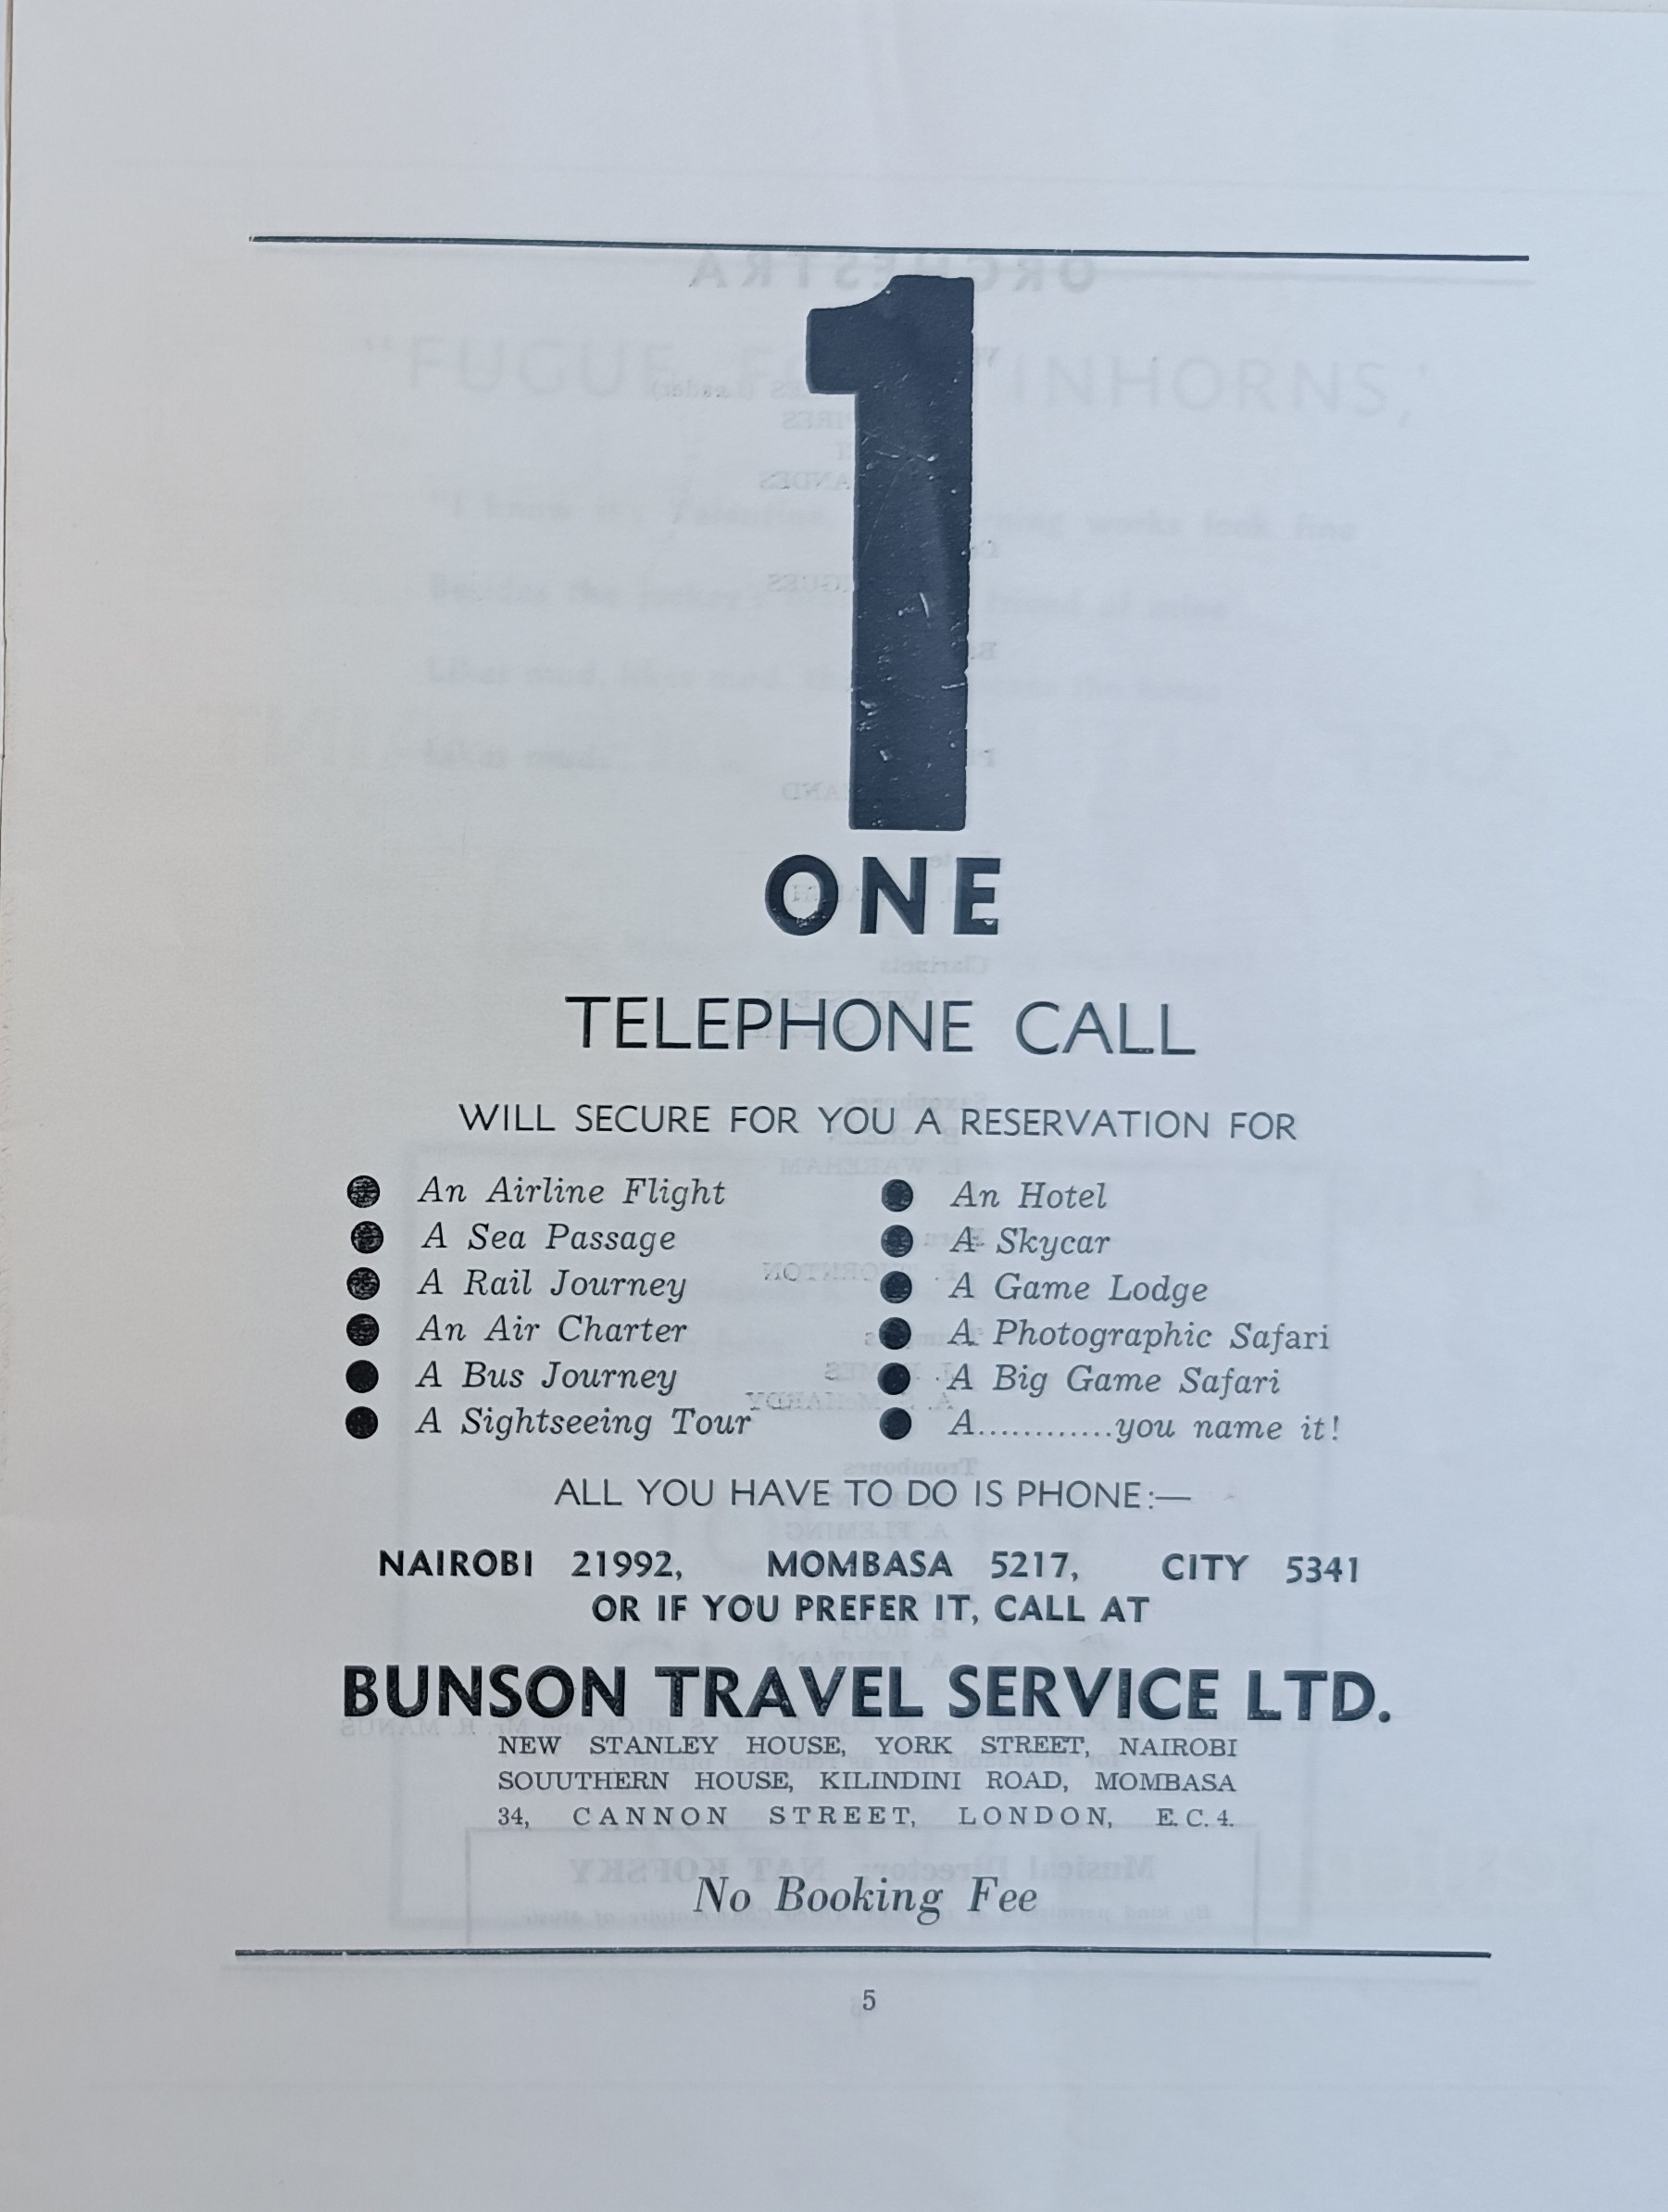 1
ONE
TELEPHONE CALL
WILL SECURE FOR YOU A RESERVATION FOR
● An Airline Flight ● An Hotel
● A Sea Passage ● A Skycar
● A Rail Journey ● A Game Lodge
● An Air Charter ● A Photographic Safari
● A Bus Journey ● A Big Game Safari
● A Sightseeing Tour ● A............you name it!
ALL YOU HAVE TO DO IS PHONE:—
NAIROBI 21992, MOMBASA 5217, CITY 5341
OR IF YOU PREFER IT, CALL AT
BUNSON TRAVEL SERVICE LTD.
NEW STANLEY HOUSE, YORK STREET, NAIROBI
SOUUTHERN HOUSE, KILINDINI ROAD, MOMBASA
34, CANNON STREET, LONDON, E.C.4.
No Booking Fee
5